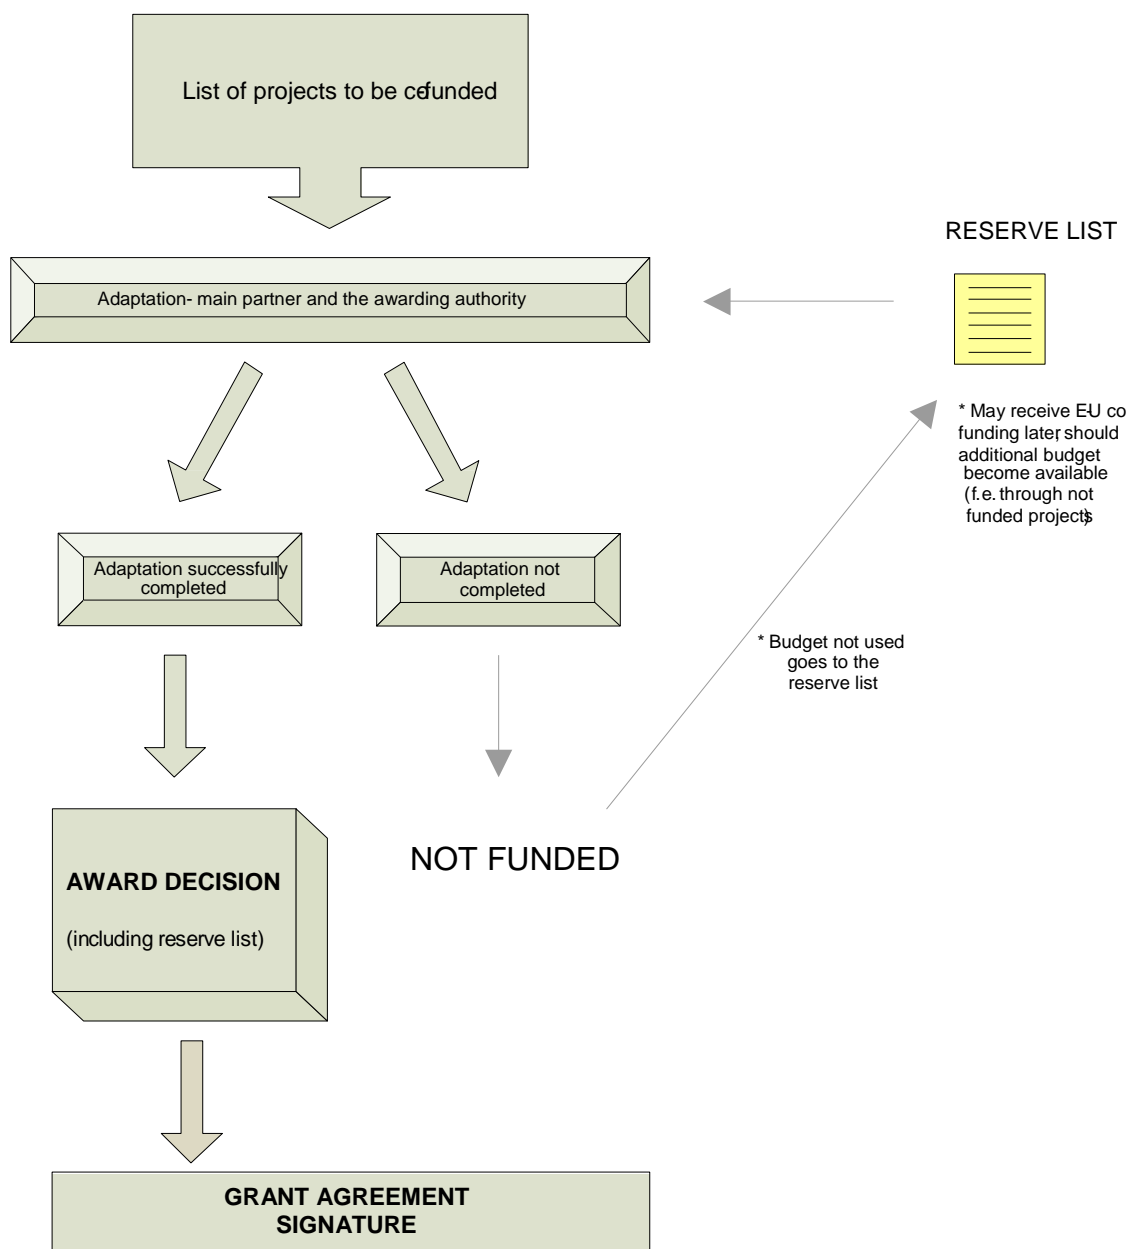 List of projects to be co-funded
RESERVE LIST
Adaptation- main partner and the awarding authority
* May receive E-U co
funding later, should
additional budget
become available
(f.e. through not
funded projects)
Adaptation successfully
completed
Adaptation not
completed
* Budget not used
goes to the
reserve list
NOT FUNDED
AWARD DECISION
(including reserve list)
GRANT AGREEMENT
SIGNATURE